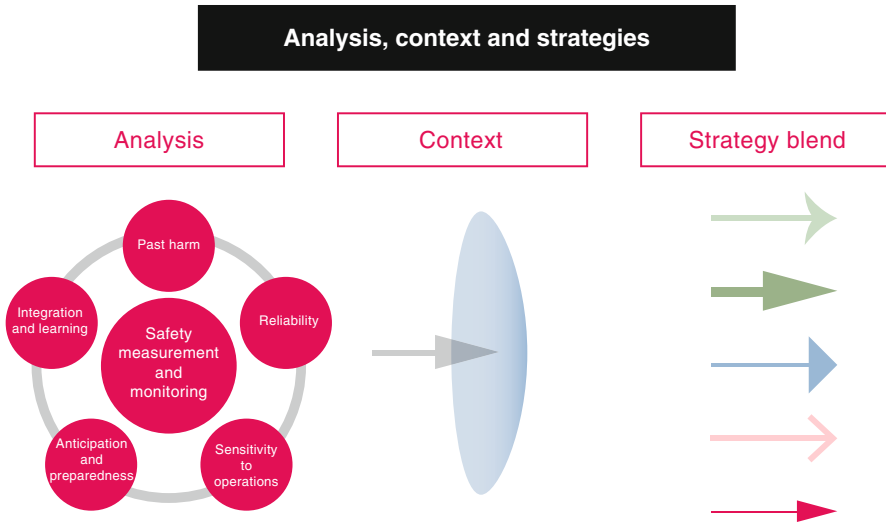 Analysis, context and strategies
Analysis
Context
Strategy blend
Past harm
Integration
and learning
Reliability
Safety
measurement
and
monitoring
Anticipation
and
preparedness
Sensitivity
to
operations